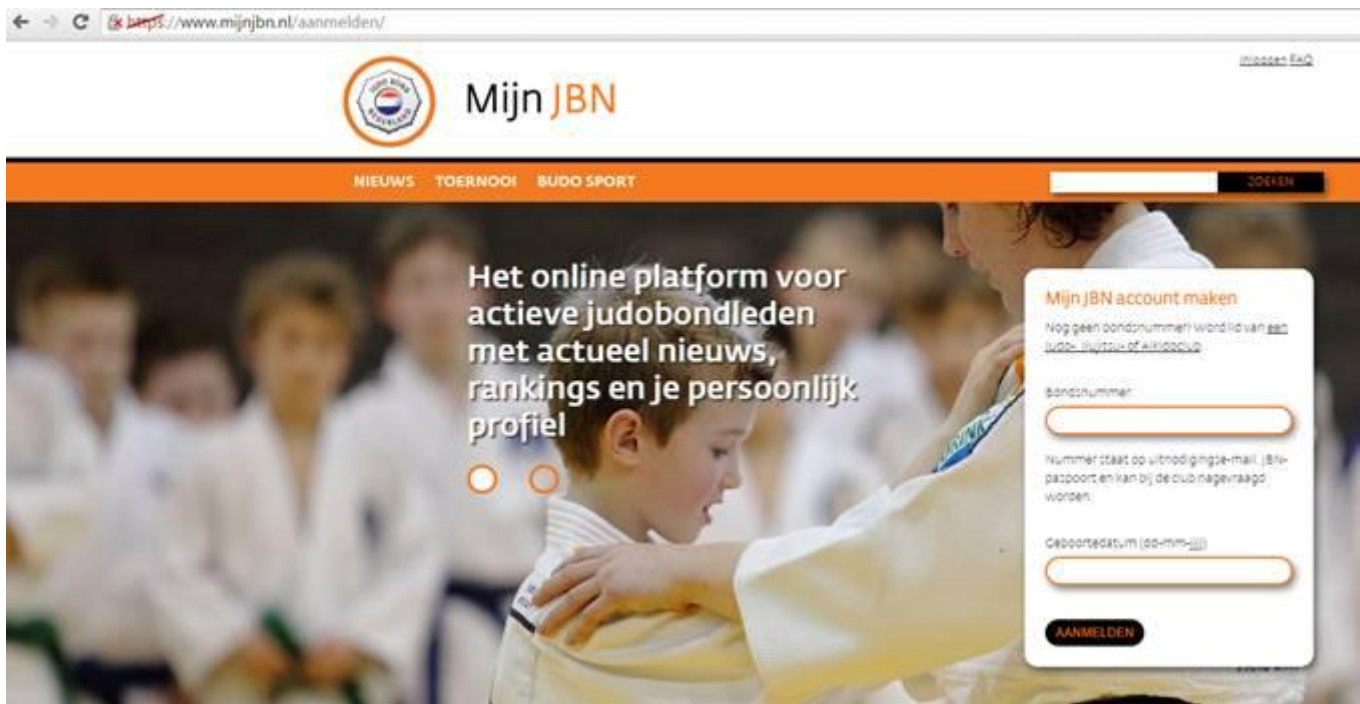 https://www.mijnjbn.nl/aanmelden/
Inloggen FAQ
JUDO BOND
NEDERLAND
Mijn JBN
NIEUWS TOERNOOI BUDO SPORT
ZOEKEN
Het online platform voor
actieve judobondleden
met actueel nieuws,
rankings en je persoonlijk
profiel
Mijn JBN account maken
Nog geen bondsnummer? Word lid van een
Judo-, Jiujitsu- of Aikidoclub
Bondsnummer
Nummer staat op uitnodigingse-mail, JBN-
paspoort en kan bij de club nagevraagd
worden.
Geboortedatum (dd-mm-jjjj)
AANMELDEN